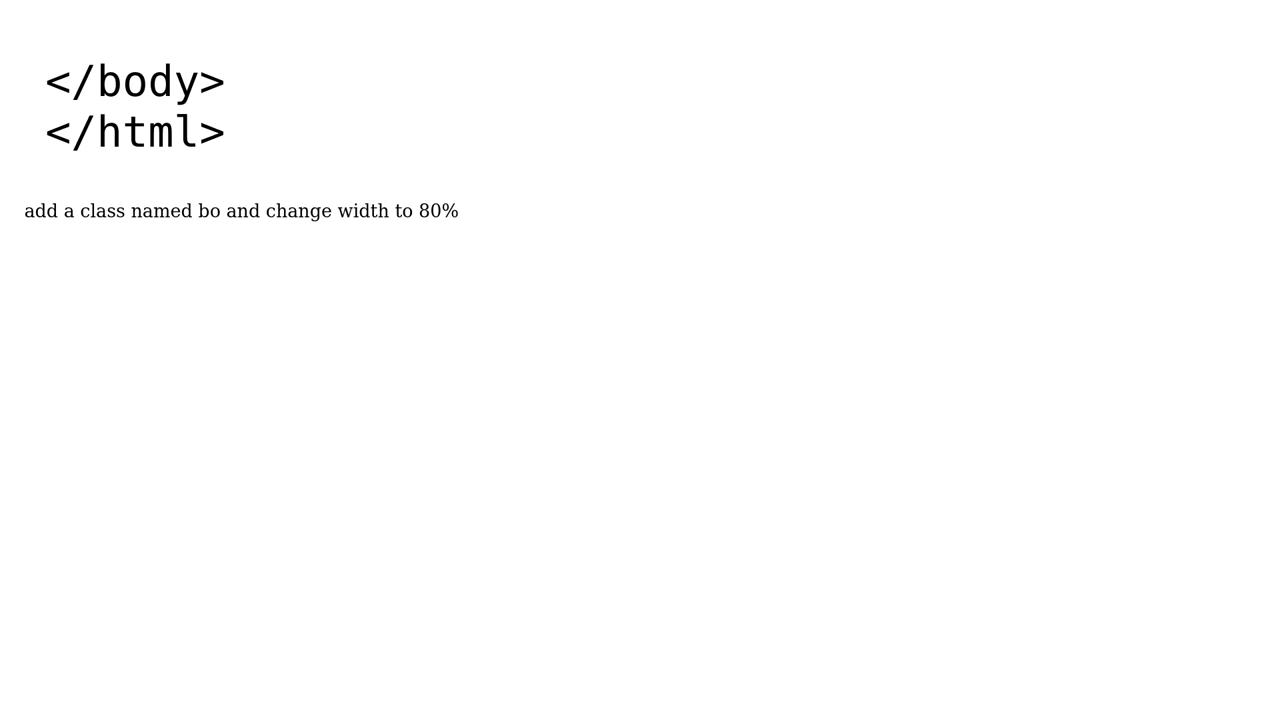 </body>
</html>
add a class named bo and change width to 80%